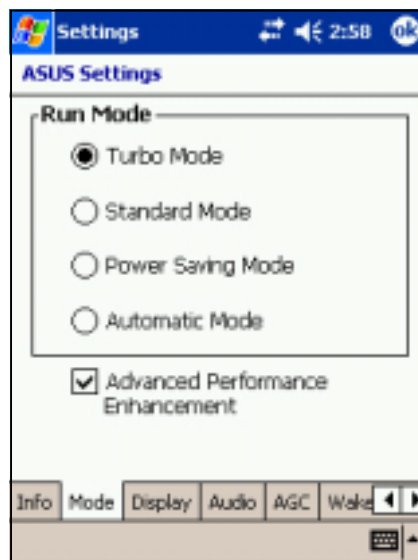 Settings 2:58 ok
ASUS Settings
Run Mode
Turbo Mode
Standard Mode
Power Saving Mode
Automatic Mode
Advanced Performance
Enhancement
Info Mode Display Audio AGC Wake